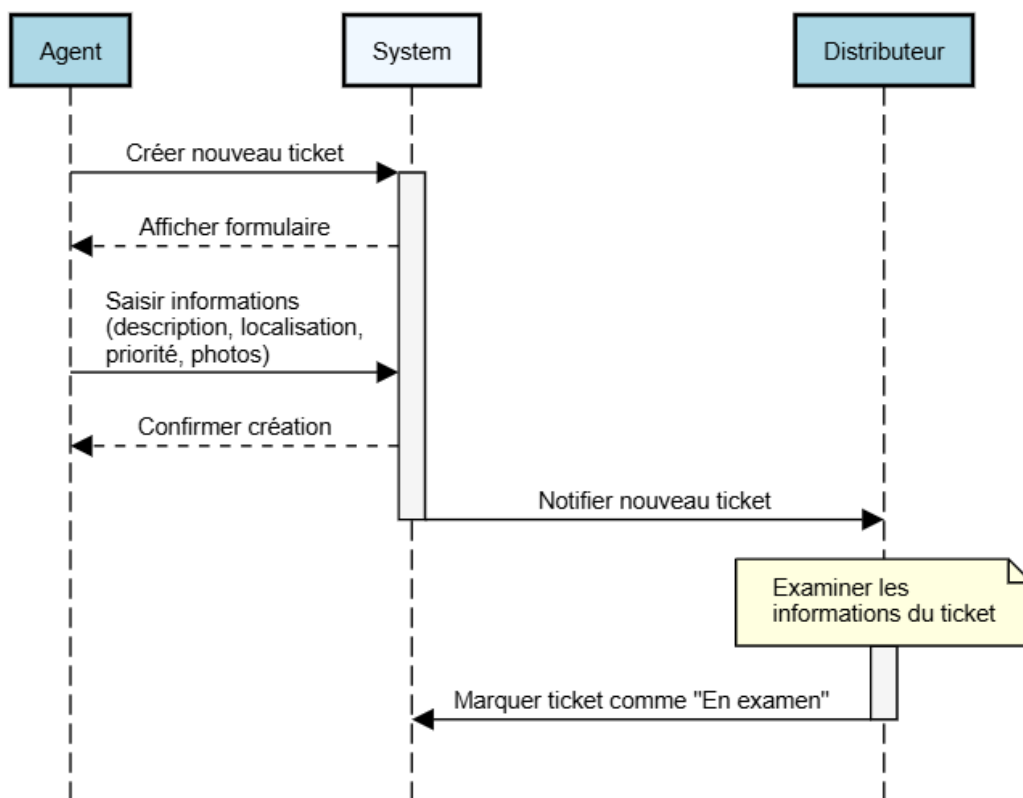 Agent
System
Distributeur
Créer nouveau ticket
Afficher formulaire
Saisir informations
(description, localisation,
priorité, photos)
Confirmer création
Notifier nouveau ticket
Examiner les
informations du ticket
Marquer ticket comme "En examen"